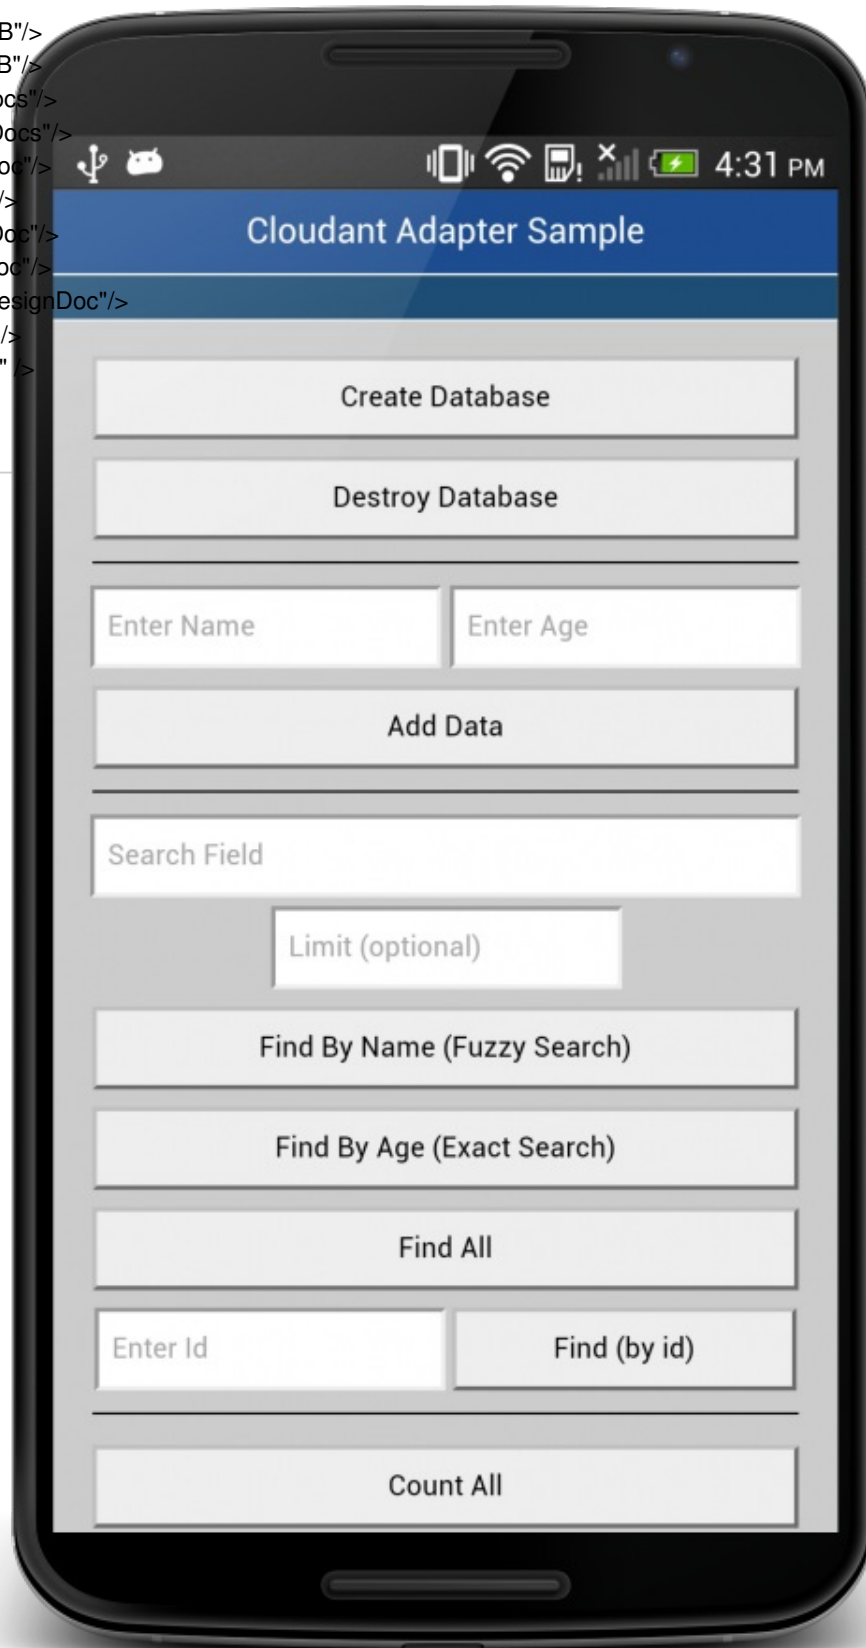 B"/>
B"/>
ocs"/>
Docs"/>
oc"/>
/>
Doc"/>
oc"/>
esignDoc"/>
/>
" />
4:31 PM
Cloudant Adapter Sample
Create Database
Destroy Database
Enter Name Enter Age
Add Data
Search Field
Limit (optional)
Find By Name (Fuzzy Search)
Find By Age (Exact Search)
Find All
Enter Id Find (by id)
Count All